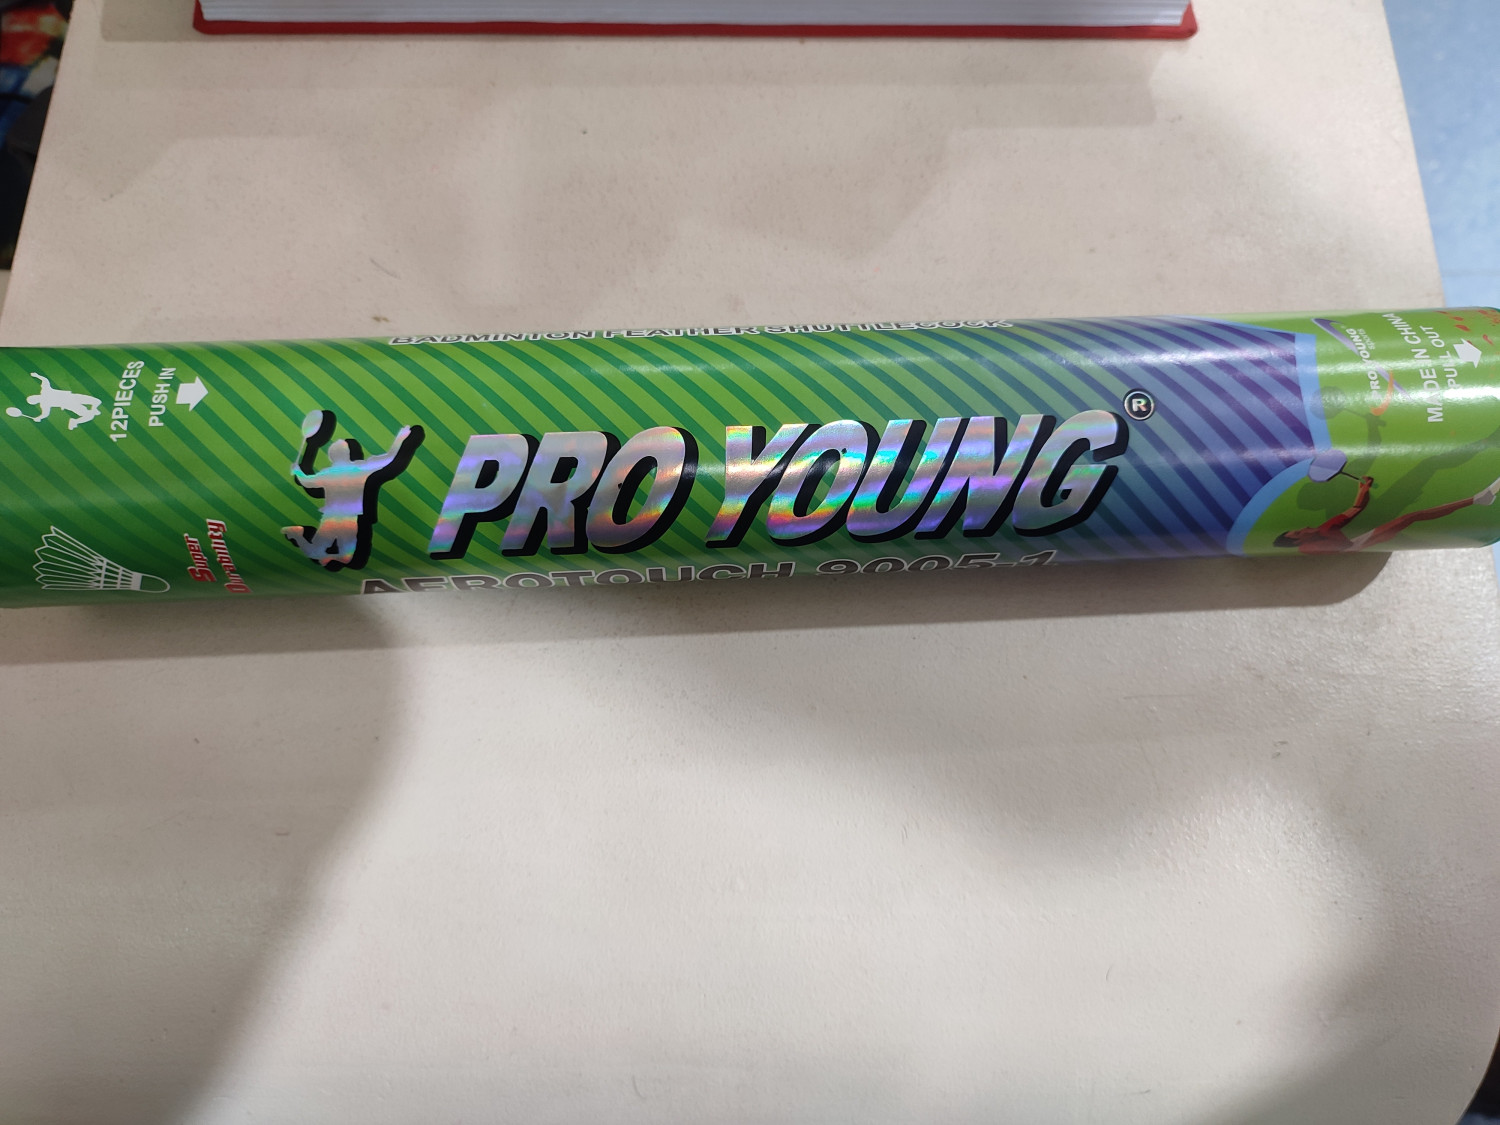 BADMINTON FEATHER SHUTTLECOCK
12PIECES
PUSH IN
PRO YOUNG®
AEROTOUCH 9005-1
Super
Durability
PRO YOUNG
MADE IN CHINA
PULL OUT